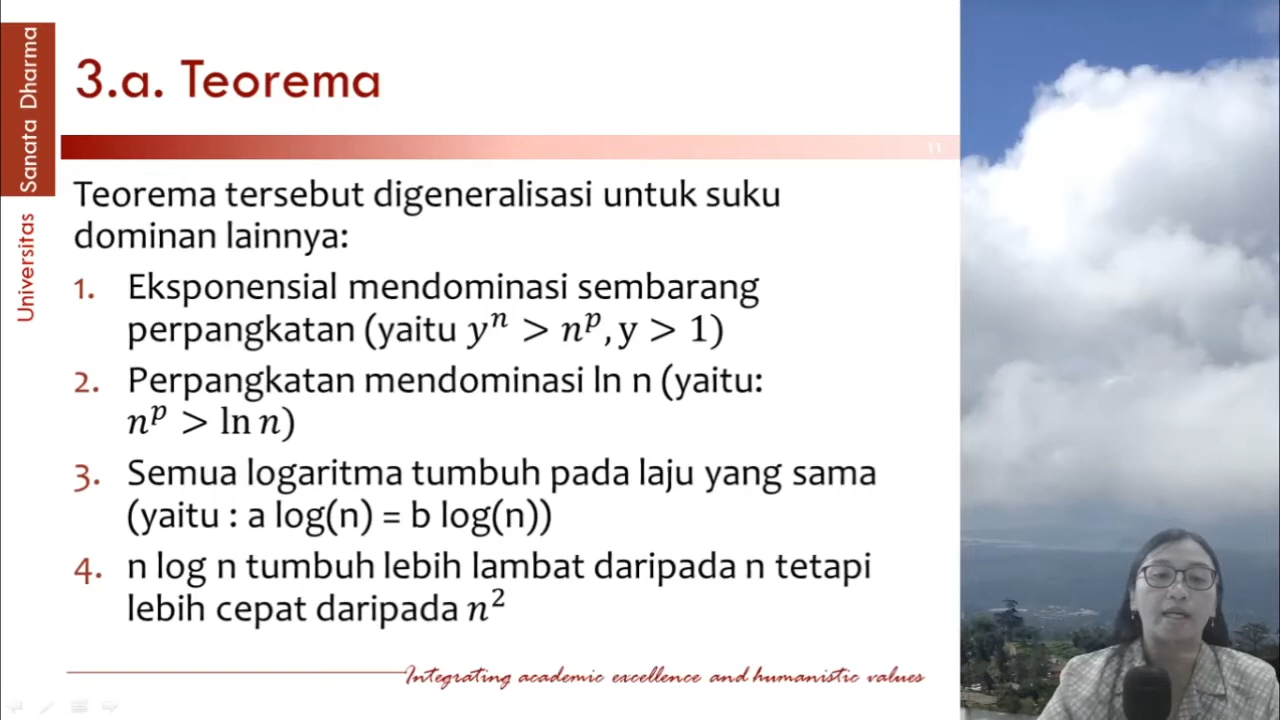 Universitas Sanata Dharma
3.a. Teorema
11
Teorema tersebut digeneralisasi untuk suku
dominan lainnya:
1. Eksponensial mendominasi sembarang
perpangkatan (yaitu yⁿ > nᵖ, y > 1)
2. Perpangkatan mendominasi ln n (yaitu:
nᵖ > ln n)
3. Semua logaritma tumbuh pada laju yang sama
(yaitu : a log(n) = b log(n))
4. n log n tumbuh lebih lambat daripada n tetapi
lebih cepat daripada n²
Integrating academic excellence and humanistic values